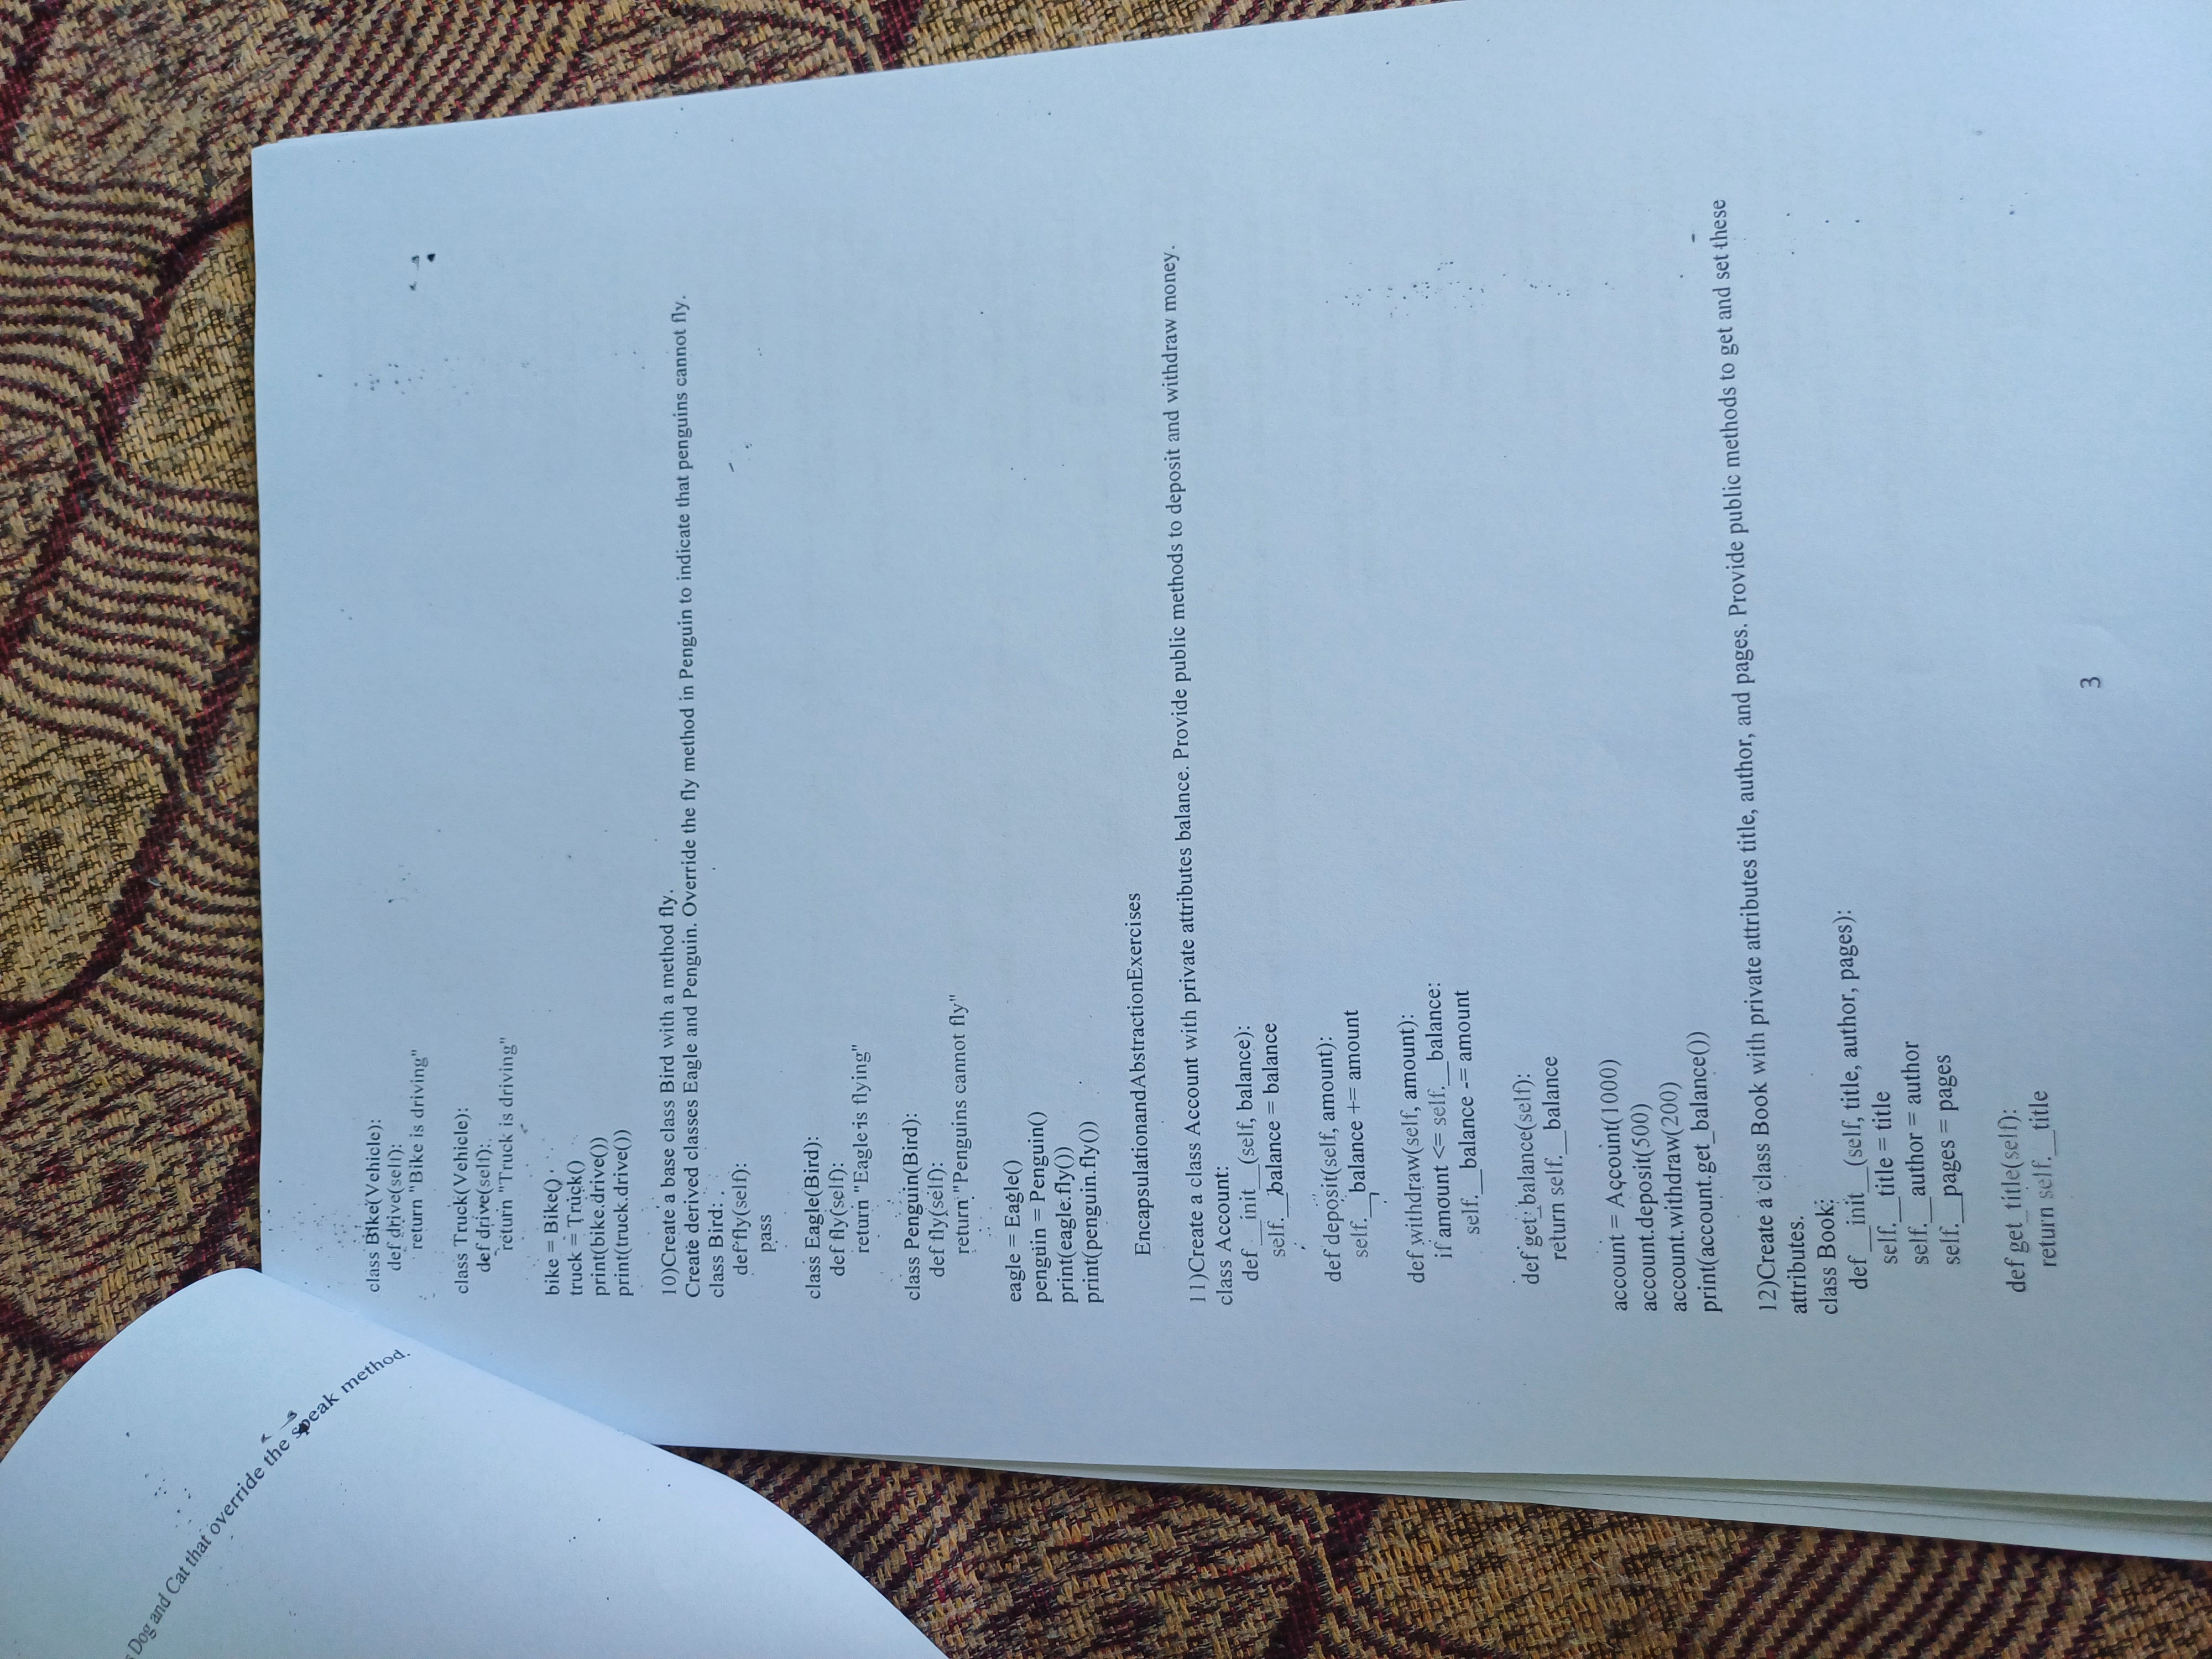 Dog and Cat that override the speak method.
class Bike(Vehicle):
def drive(self):
return "Bike is driving"
class Truck(Vehicle):
def drive(self):
return "Truck is driving"
bike = Bike()
truck = Truck()
print(bike.drive())
print(truck.drive())
10)Create a base class Bird with a method fly.
Create derived classes Eagle and Penguin. Override the fly method in Penguin to indicate that penguins cannot fly.
class Bird:
def fly(self):
pass
class Eagle(Bird):
def fly(self):
return "Eagle is flying"
class Penguin(Bird):
def fly(self):
return "Penguins cannot fly"
eagle = Eagle()
penguin = Penguin()
print(eagle.fly())
print(penguin.fly())
EncapsulationandAbstractionExercises
11)Create a class Account with private attributes balance. Provide public methods to deposit and withdraw money.
class Account:
def __init__(self, balance):
self.__balance = balance
def deposit(self, amount):
self.__balance += amount
def withdraw(self, amount):
if amount <= self.__balance:
self.__balance -= amount
def get_balance(self):
return self.__balance
account = Account(1000)
account.deposit(500)
account.withdraw(200)
print(account.get_balance())
12)Create a class Book with private attributes title, author, and pages. Provide public methods to get and set these
attributes.
class Book:
def __init__(self, title, author, pages):
self.__title = title
self.__author = author
self.__pages = pages
def get_title(self):
return self.__title
3